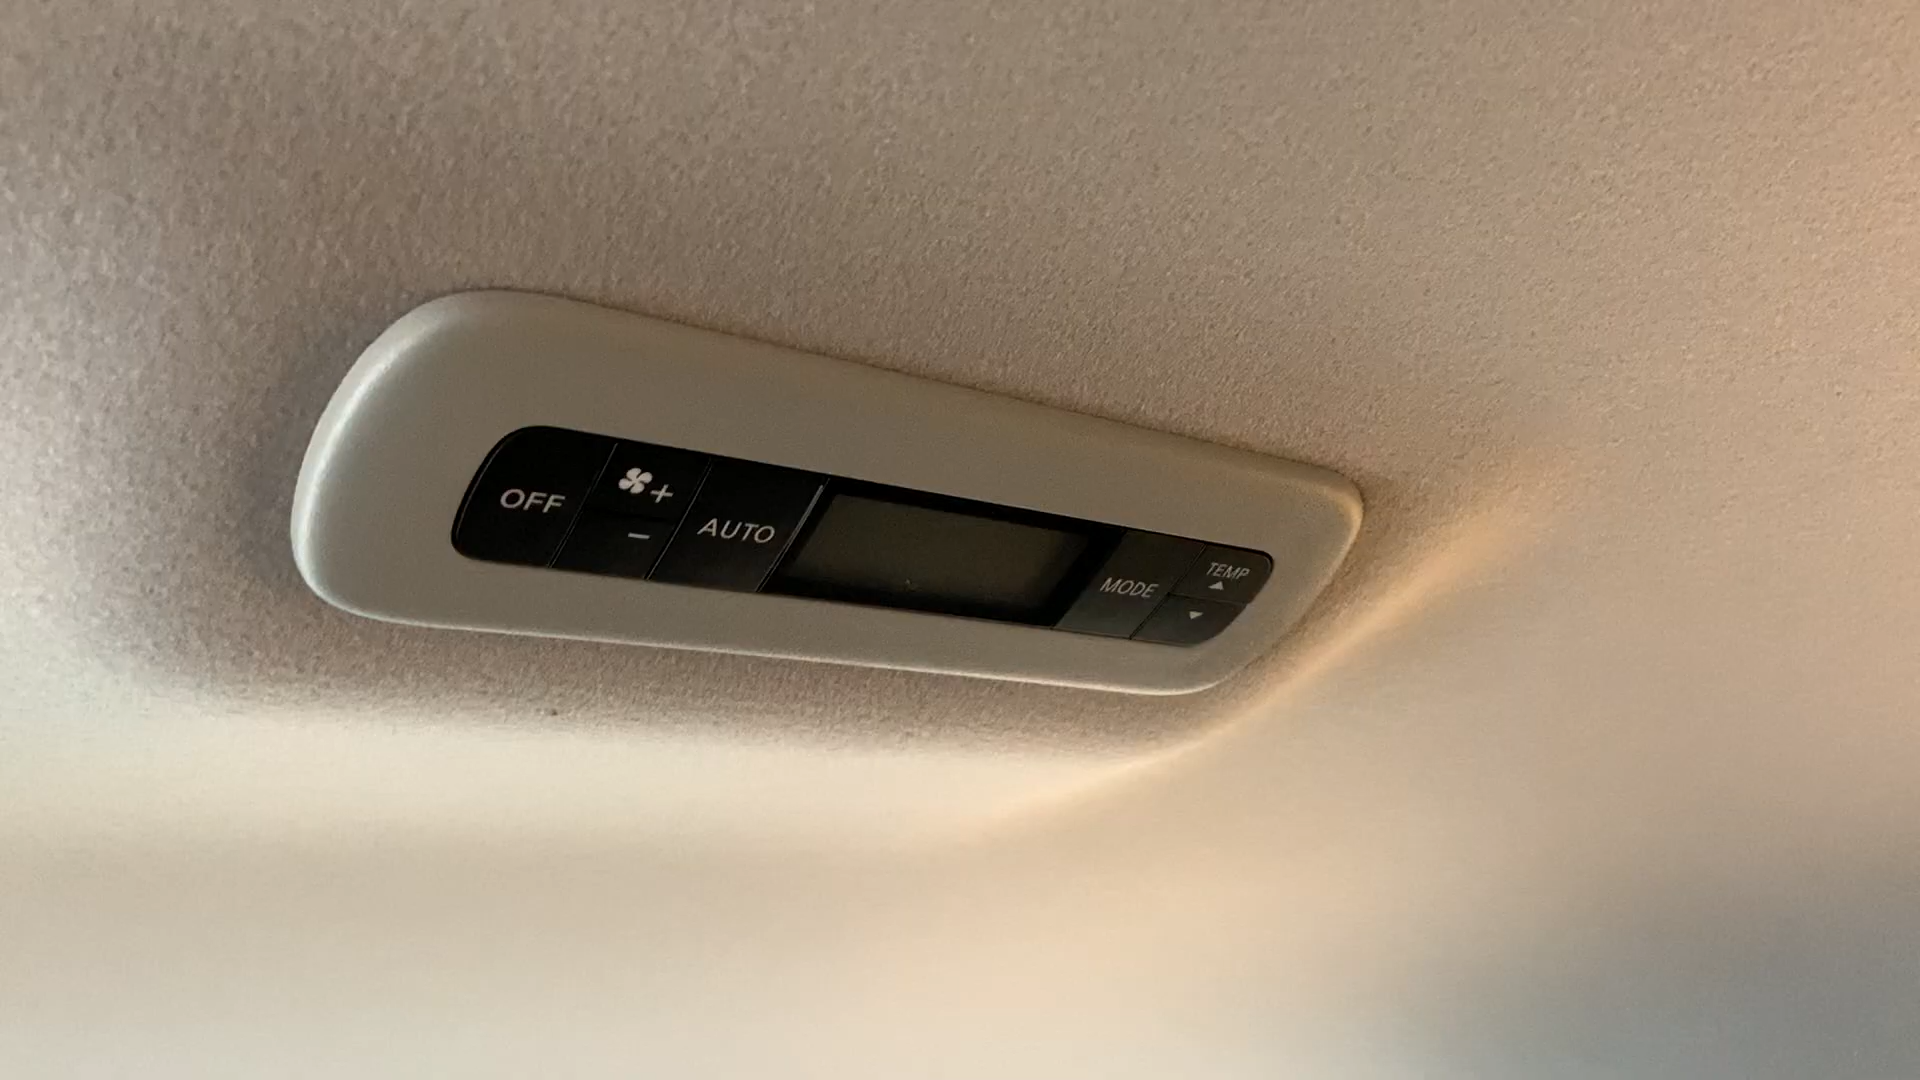 OFF
+
-
AUTO
MODE
TEMP